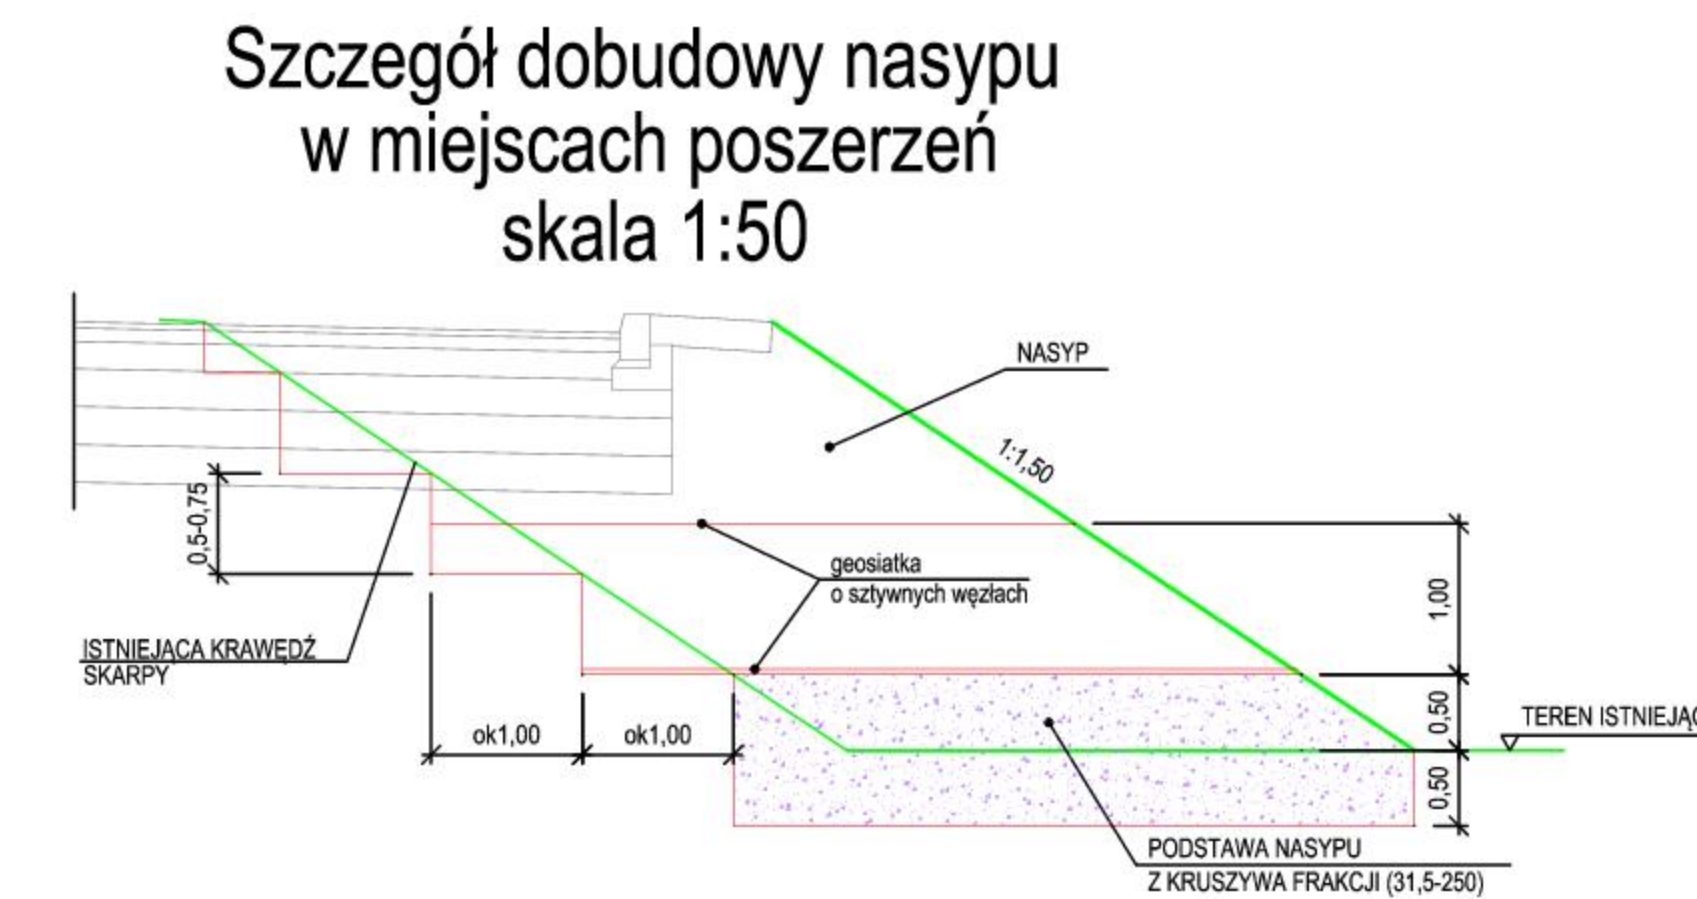 Szczegół dobudowy nasypu
w miejscach poszerzeń
skala 1:50
NASYP
1:1,50
0,5-0,75
geosiatka
o sztywnych węzłach
1,00
ISTNIEJĄCA KRAWĘDŹ
SKARPY
ok1,00
ok1,00
0,50
TEREN ISTNIEJĄC
0,50
PODSTAWA NASYPU
Z KRUSZYWA FRAKCJI (31,5-250)